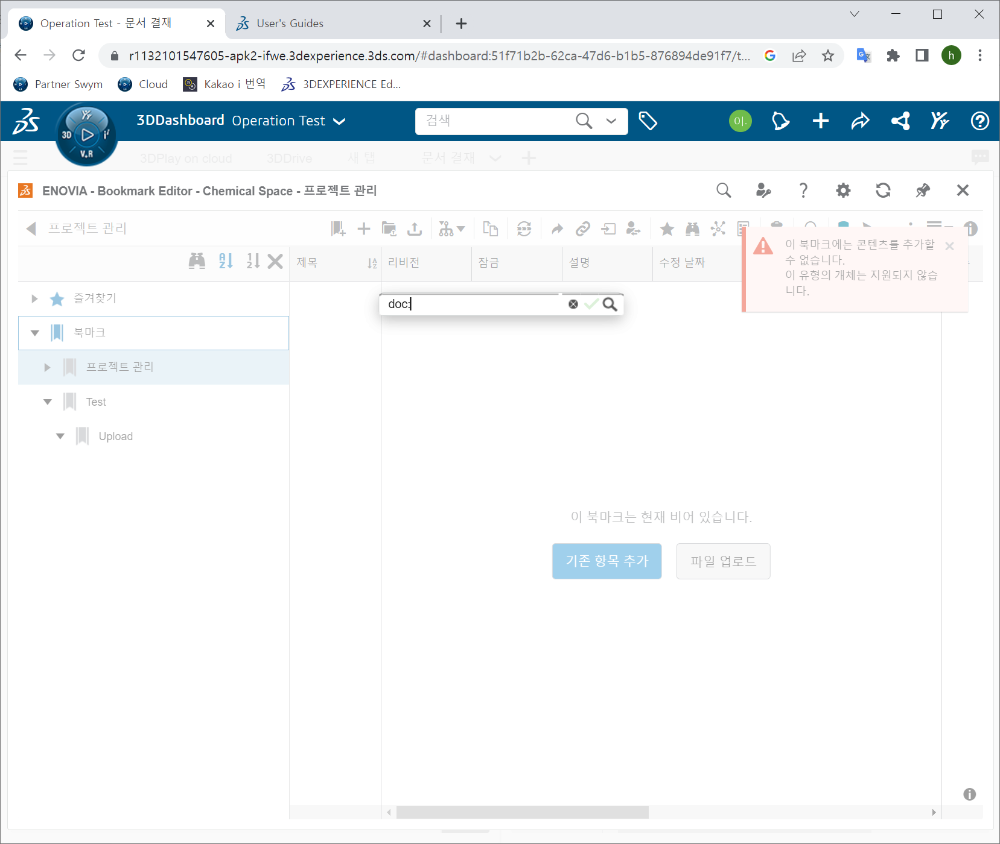 Operation Test - 문서 결재
User's Guides
r1132101547605-apk2-ifwe.3dexperience.3ds.com/#dashboard:51f71b2b-62ca-47d6-b1b5-876894de91f7/t...
h
Partner Swym
Cloud
Kakao i 번역
3DEXPERIENCE Ed...
3D
V.R
3DDashboard Operation Test
검색
이.
3DPlay on cloud
3DDrive
새 탭
문서 결재
ENOVIA - Bookmark Editor - Chemical Space - 프로젝트 관리
프로젝트 관리
이 북마크에는 콘텐츠를 추가할
수 없습니다.
이 유형의 개체는 지원되지 않습
니다.
제목
리비전
잠금
설명
수정 날짜
즐겨찾기
doc:
북마크
프로젝트 관리
Test
Upload
이 북마크는 현재 비어 있습니다.
기존 항목 추가
파일 업로드